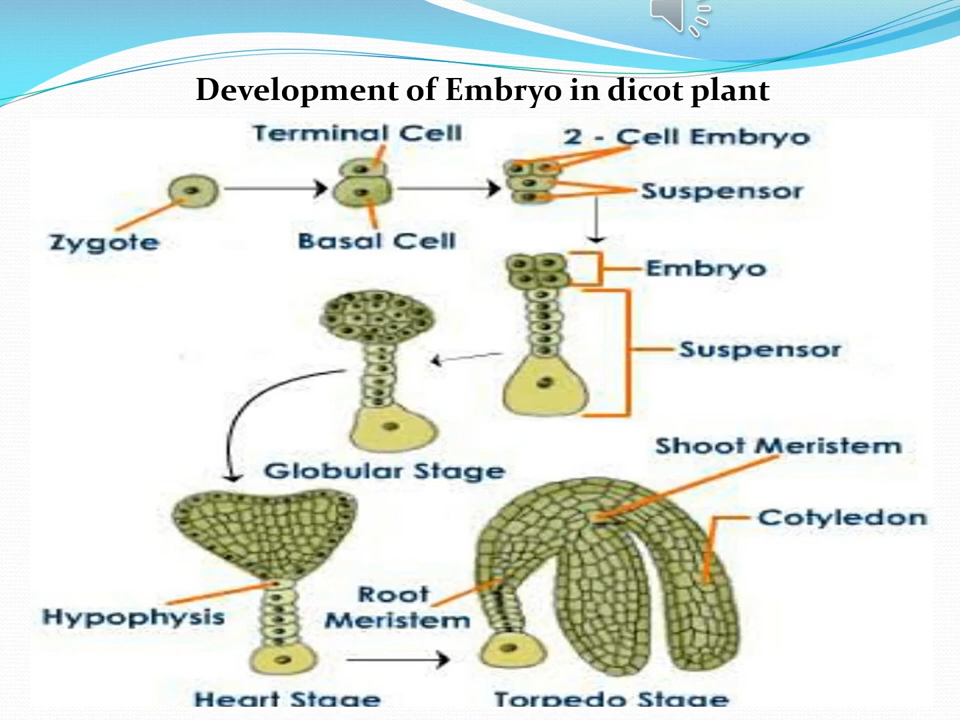 Development of Embryo in dicot plant
Terminal Cell
2 - Cell Embryo
Suspensor
Zygote
Basal Cell
Embryo
Suspensor
Globular Stage
Shoot Meristem
Cotyledon
Hypophysis
Root
Meristem
Heart Stage
Torpedo Stage